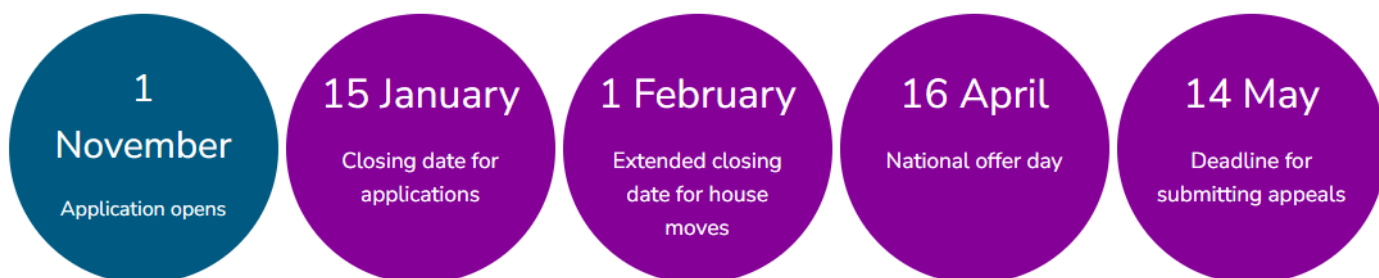 1
November
Application opens
15 January
Closing date for
applications
1 February
Extended closing
date for house
moves
16 April
National offer day
14 May
Deadline for
submitting appeals